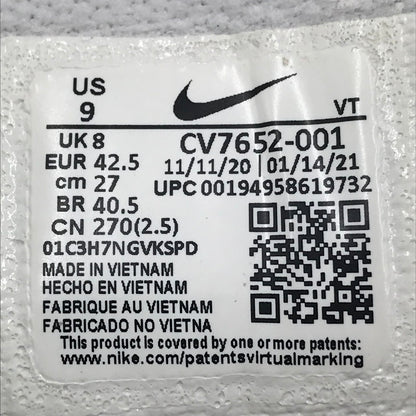 US
9
VT
UK 8
EUR 42.5
cm 27
BR 40.5
CN 270(2.5)
CV7652-001
11/11/20 01/14/21
UPC 00194958619732
01C3H7NGVKSPD
MADE IN VIETNAM
HECHO EN VIETNAM
FABRIQUE AU VIETNAM
FABRICADO NO VIETNA
This product is covered by one or more patents:
www.nike.com/patentsvirtualmarking